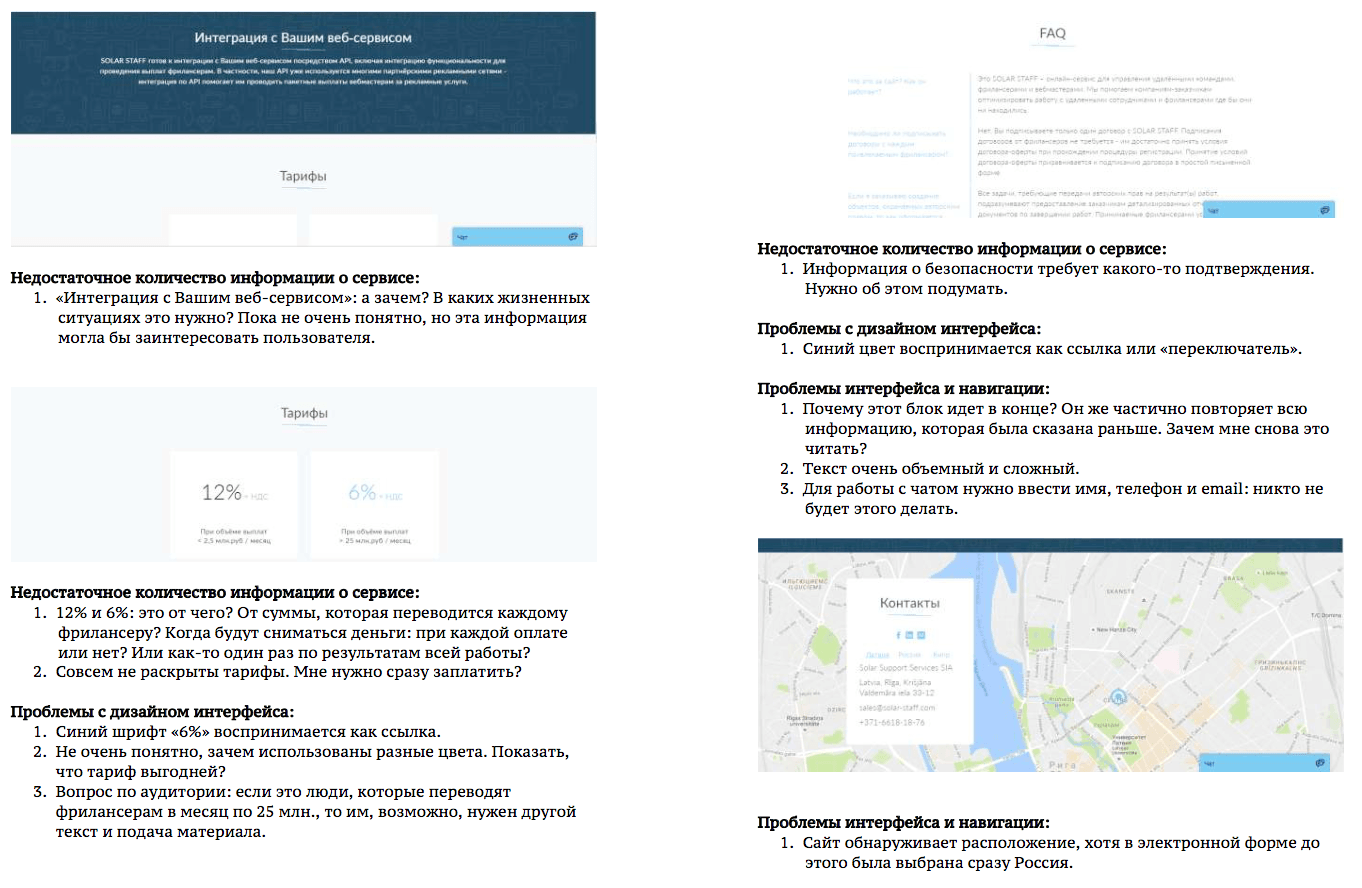 Интеграция с Вашим веб-сервисом
SOLAR STAFF готов к интеграции с Вашим веб-сервисом посредством API, включая интеграцию функциональности для
проведения выплат фрилансерам. В частности, наш API уже используется многими партнёрскими рекламными сетями -
интеграция по API помогает им проводить пакетные выплаты вебмастерам за рекламные услуги.
Тарифы
Чат
Недостаточное количество информации о сервисе:
1. «Интеграция с Вашим веб-сервисом»: а зачем? В каких жизненных
ситуациях это нужно? Пока не очень понятно, но эта информация
могла бы заинтересовать пользователя.
Тарифы
12% + НДС
6% + НДС
При объёме выплат
< 2,5 млн.руб / месяц
При объёме выплат
> 25 млн.руб / месяц
Недостаточное количество информации о сервисе:
1. 12% и 6%: это от чего? От суммы, которая переводится каждому
фрилансеру? Когда будут сниматься деньги: при каждой оплате
или нет? Или как-то один раз по результатам всей работы?
2. Совсем не раскрыты тарифы. Мне нужно сразу заплатить?
Проблемы с дизайном интерфейса:
1. Синий шрифт «6%» воспринимается как ссылка.
2. Не очень понятно, зачем использованы разные цвета. Показать,
что тариф выгодней?
3. Вопрос по аудитории: если это люди, которые переводят
фрилансерам в месяц по 25 млн., то им, возможно, нужен другой
текст и подача материала.
FAQ
Что это за сайт? Как он
работает?
Это SOLAR STAFF – онлайн-сервис для управления удалёнными командами,
фрилансерами и вебмастерами. Мы помогаем компаниям-заказчикам
оптимизировать работу с удаленными сотрудниками и фрилансерами где бы они
ни находились.
Необходимо ли подписывать
договоры с каждым
привлекаемым фрилансером?
Нет. Вы подписываете только один договор с SOLAR STAFF. Подписания
договоров от фрилансеров не требуется - им достаточно принять условия
договора-оферты при прохождении процедуры регистрации. Принятие условий
договора-оферты приравнивается к подписанию договора в простой письменной
форме.
Если я заказываю создание
объектов, охраняемых авторским
Все задачи, требующие передачи авторских прав на результат(ы) работ,
подразумевают предоставление заказчикам детализированных
документов по завершении работ. Принимаемые фрилансерами
Чат
Недостаточное количество информации о сервисе:
1. Информация о безопасности требует какого-то подтверждения.
Нужно об этом подумать.
Проблемы с дизайном интерфейса:
1. Синий цвет воспринимается как ссылка или «переключатель».
Проблемы интерфейса и навигации:
1. Почему этот блок идет в конце? Он же частично повторяет всю
информацию, которая была сказана раньше. Зачем мне снова это
читать?
2. Текст очень объемный и сложный.
3. Для работы с чатом нужно ввести имя, телефон и email: никто не
будет этого делать.
Контакты
Латвия Россия Кипр
Solar Support Services SIA
Latvia, Rīga, Krišjāna
Valdemāra iela 33-12
sales@solar-staff.com
+371-6618-18-76
SKANSTE
New Hanza City
Rīgas Stradiņa
universitāte
Рига
Чат
Проблемы интерфейса и навигации:
1. Сайт обнаруживает расположение, хотя в электронной форме до
этого была выбрана сразу Россия.